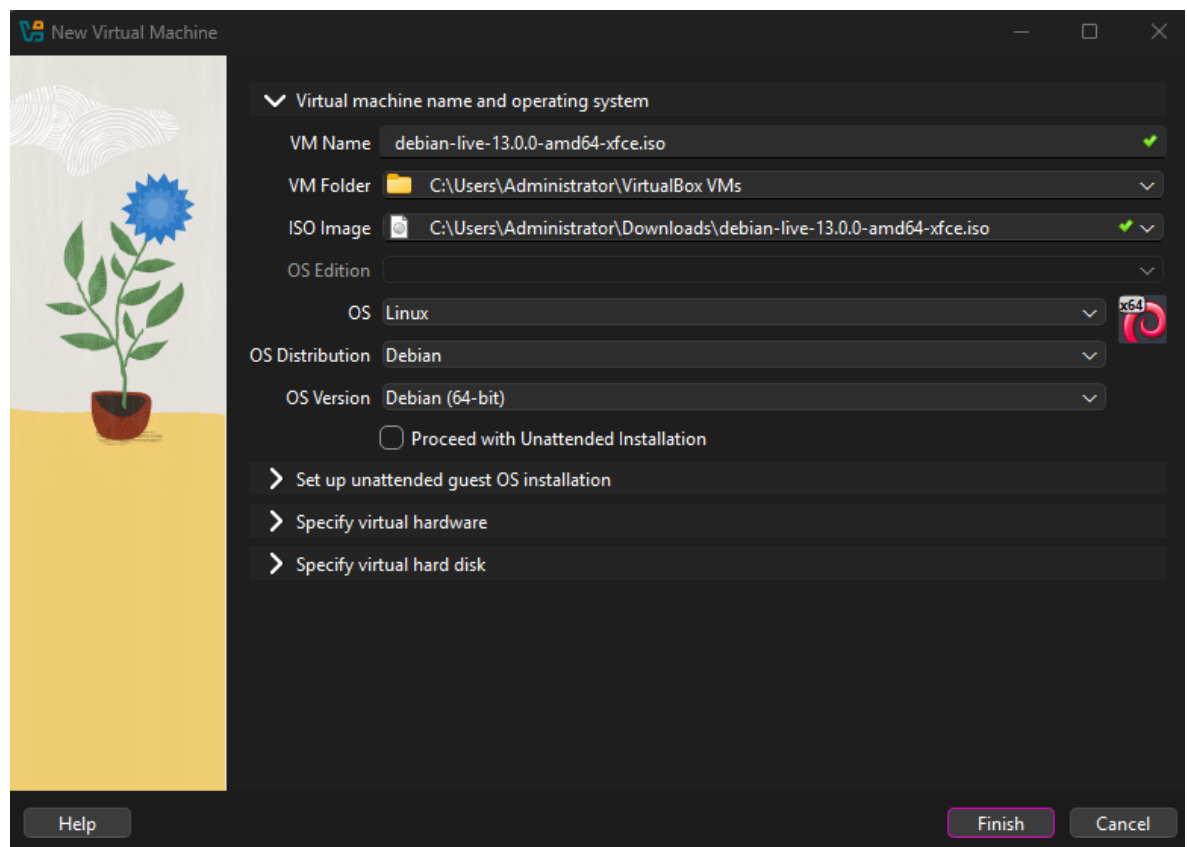 New Virtual Machine
Virtual machine name and operating system
VM Name debian-live-13.0.0-amd64-xfce.iso
VM Folder C:\Users\Administrator\VirtualBox VMs
ISO Image C:\Users\Administrator\Downloads\debian-live-13.0.0-amd64-xfce.iso
OS Edition
OS Linux
x64
OS Distribution Debian
OS Version Debian (64-bit)
Proceed with Unattended Installation
Set up unattended guest OS installation
Specify virtual hardware
Specify virtual hard disk
Help Finish Cancel